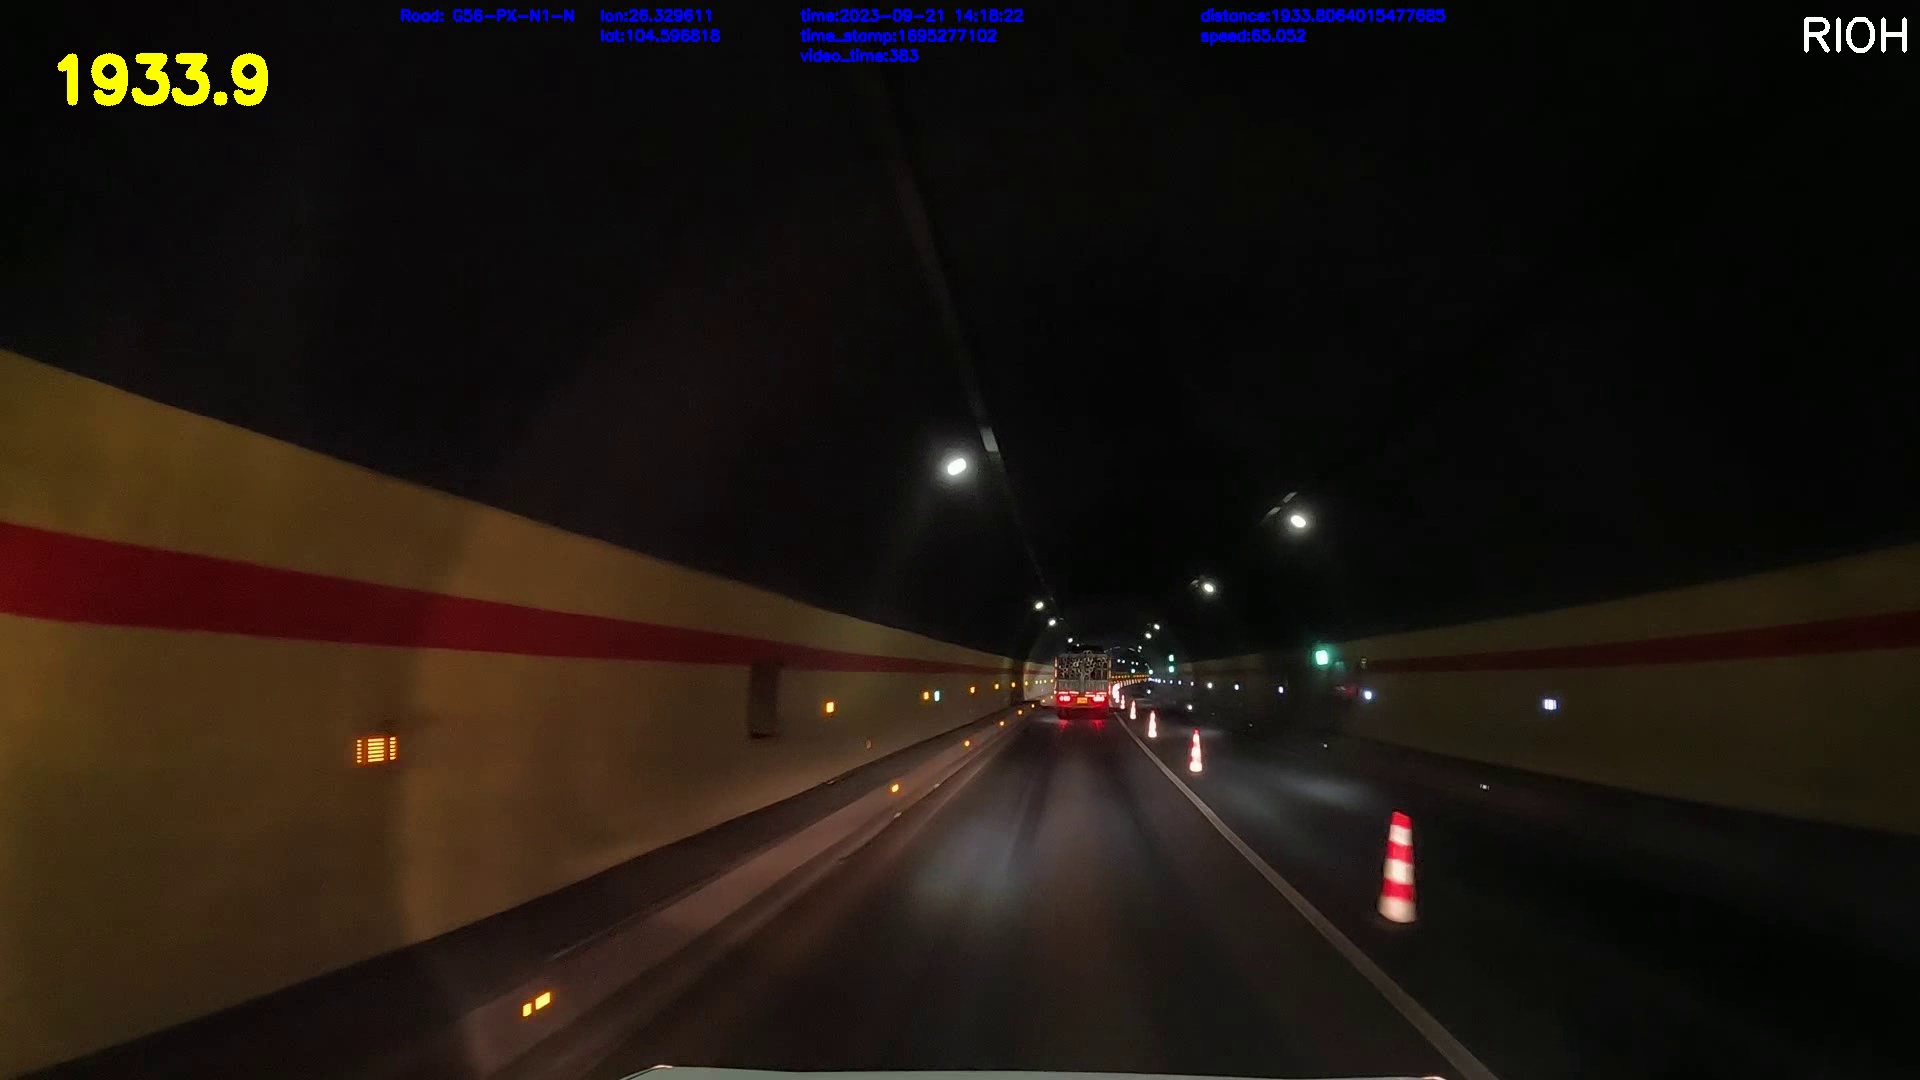 Road: G56-PX-N1-N
lon:26.329611
lat:104.596818
time:2023-09-21 14:18:22
time_stamp:1695277102
video_time:383
distance:1933.8064015477685
speed:65.052
RIOH
1933.9